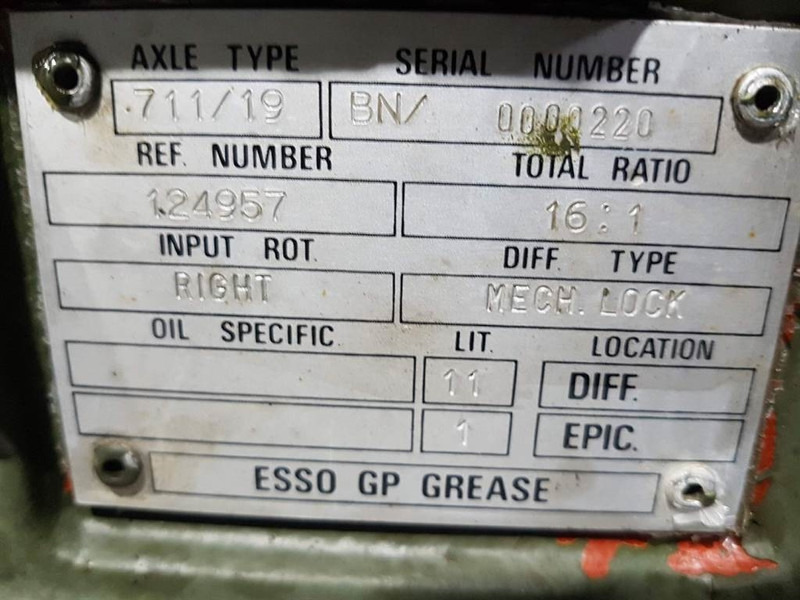 AXLE TYPE SERIAL NUMBER
711/19 BN/ 0000220
REF. NUMBER TOTAL RATIO
124957 16:1
INPUT ROT. DIFF. TYPE
RIGHT MECH. LOCK
OIL SPECIFIC. LIT. LOCATION
11 DIFF.
1 EPIC.
ESSO GP GREASE